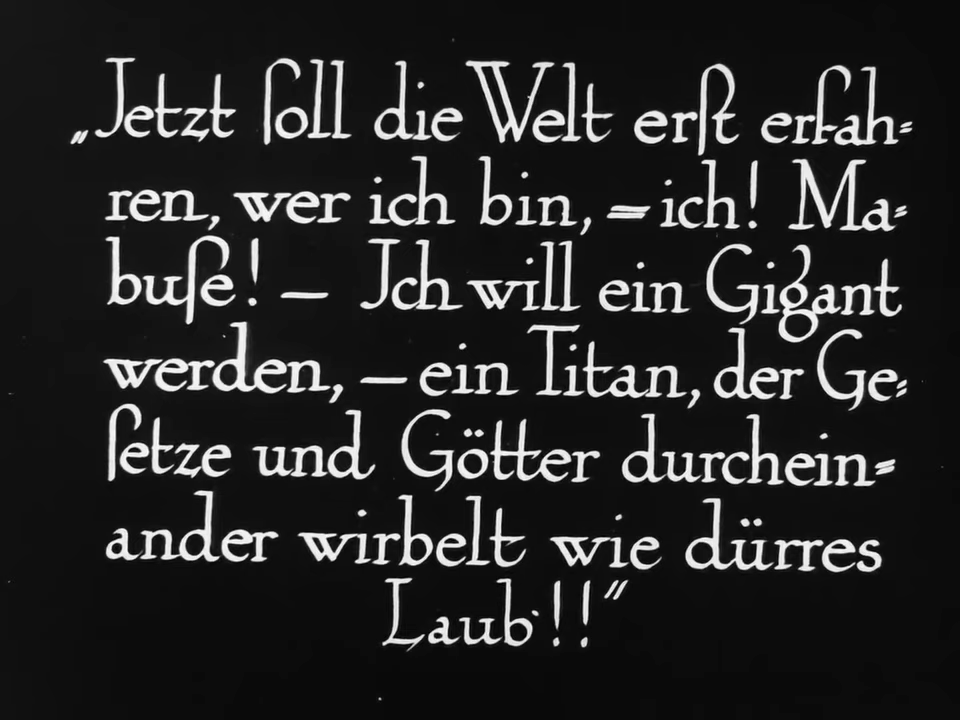 „Jetzt ſoll die Welt erſt erfah=
ren, wer ich bin, = ich! Ma=
buſe! — Ich will ein Gigant
werden, — ein Titan, der Ge=
ſetze und Götter durchein=
ander wirbelt wie dürres
Laub!!"